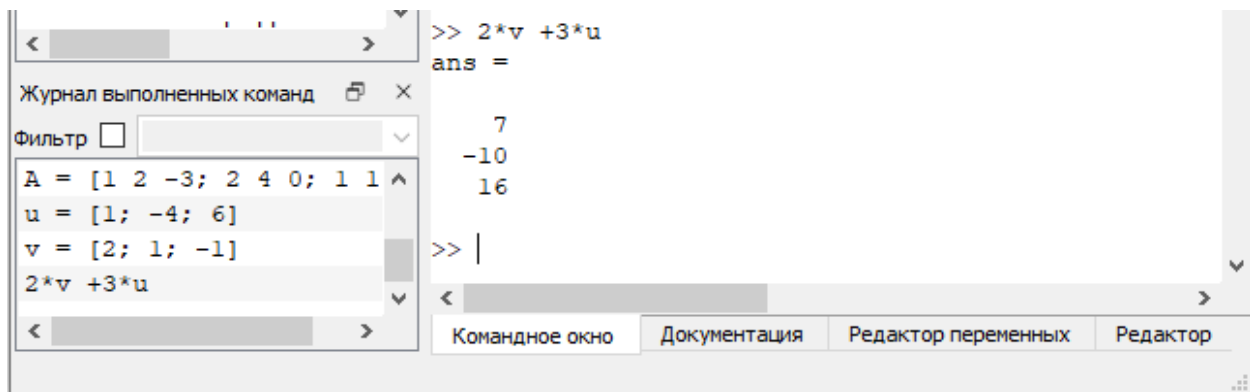 Журнал выполненных команд
Фильтр
A = [1 2 -3; 2 4 0; 1 1
u = [1; -4; 6]
v = [2; 1; -1]
2*v +3*u
>> 2*v +3*u
ans =
7
-10
16
>>
Командное окно Документация Редактор переменных Редактор